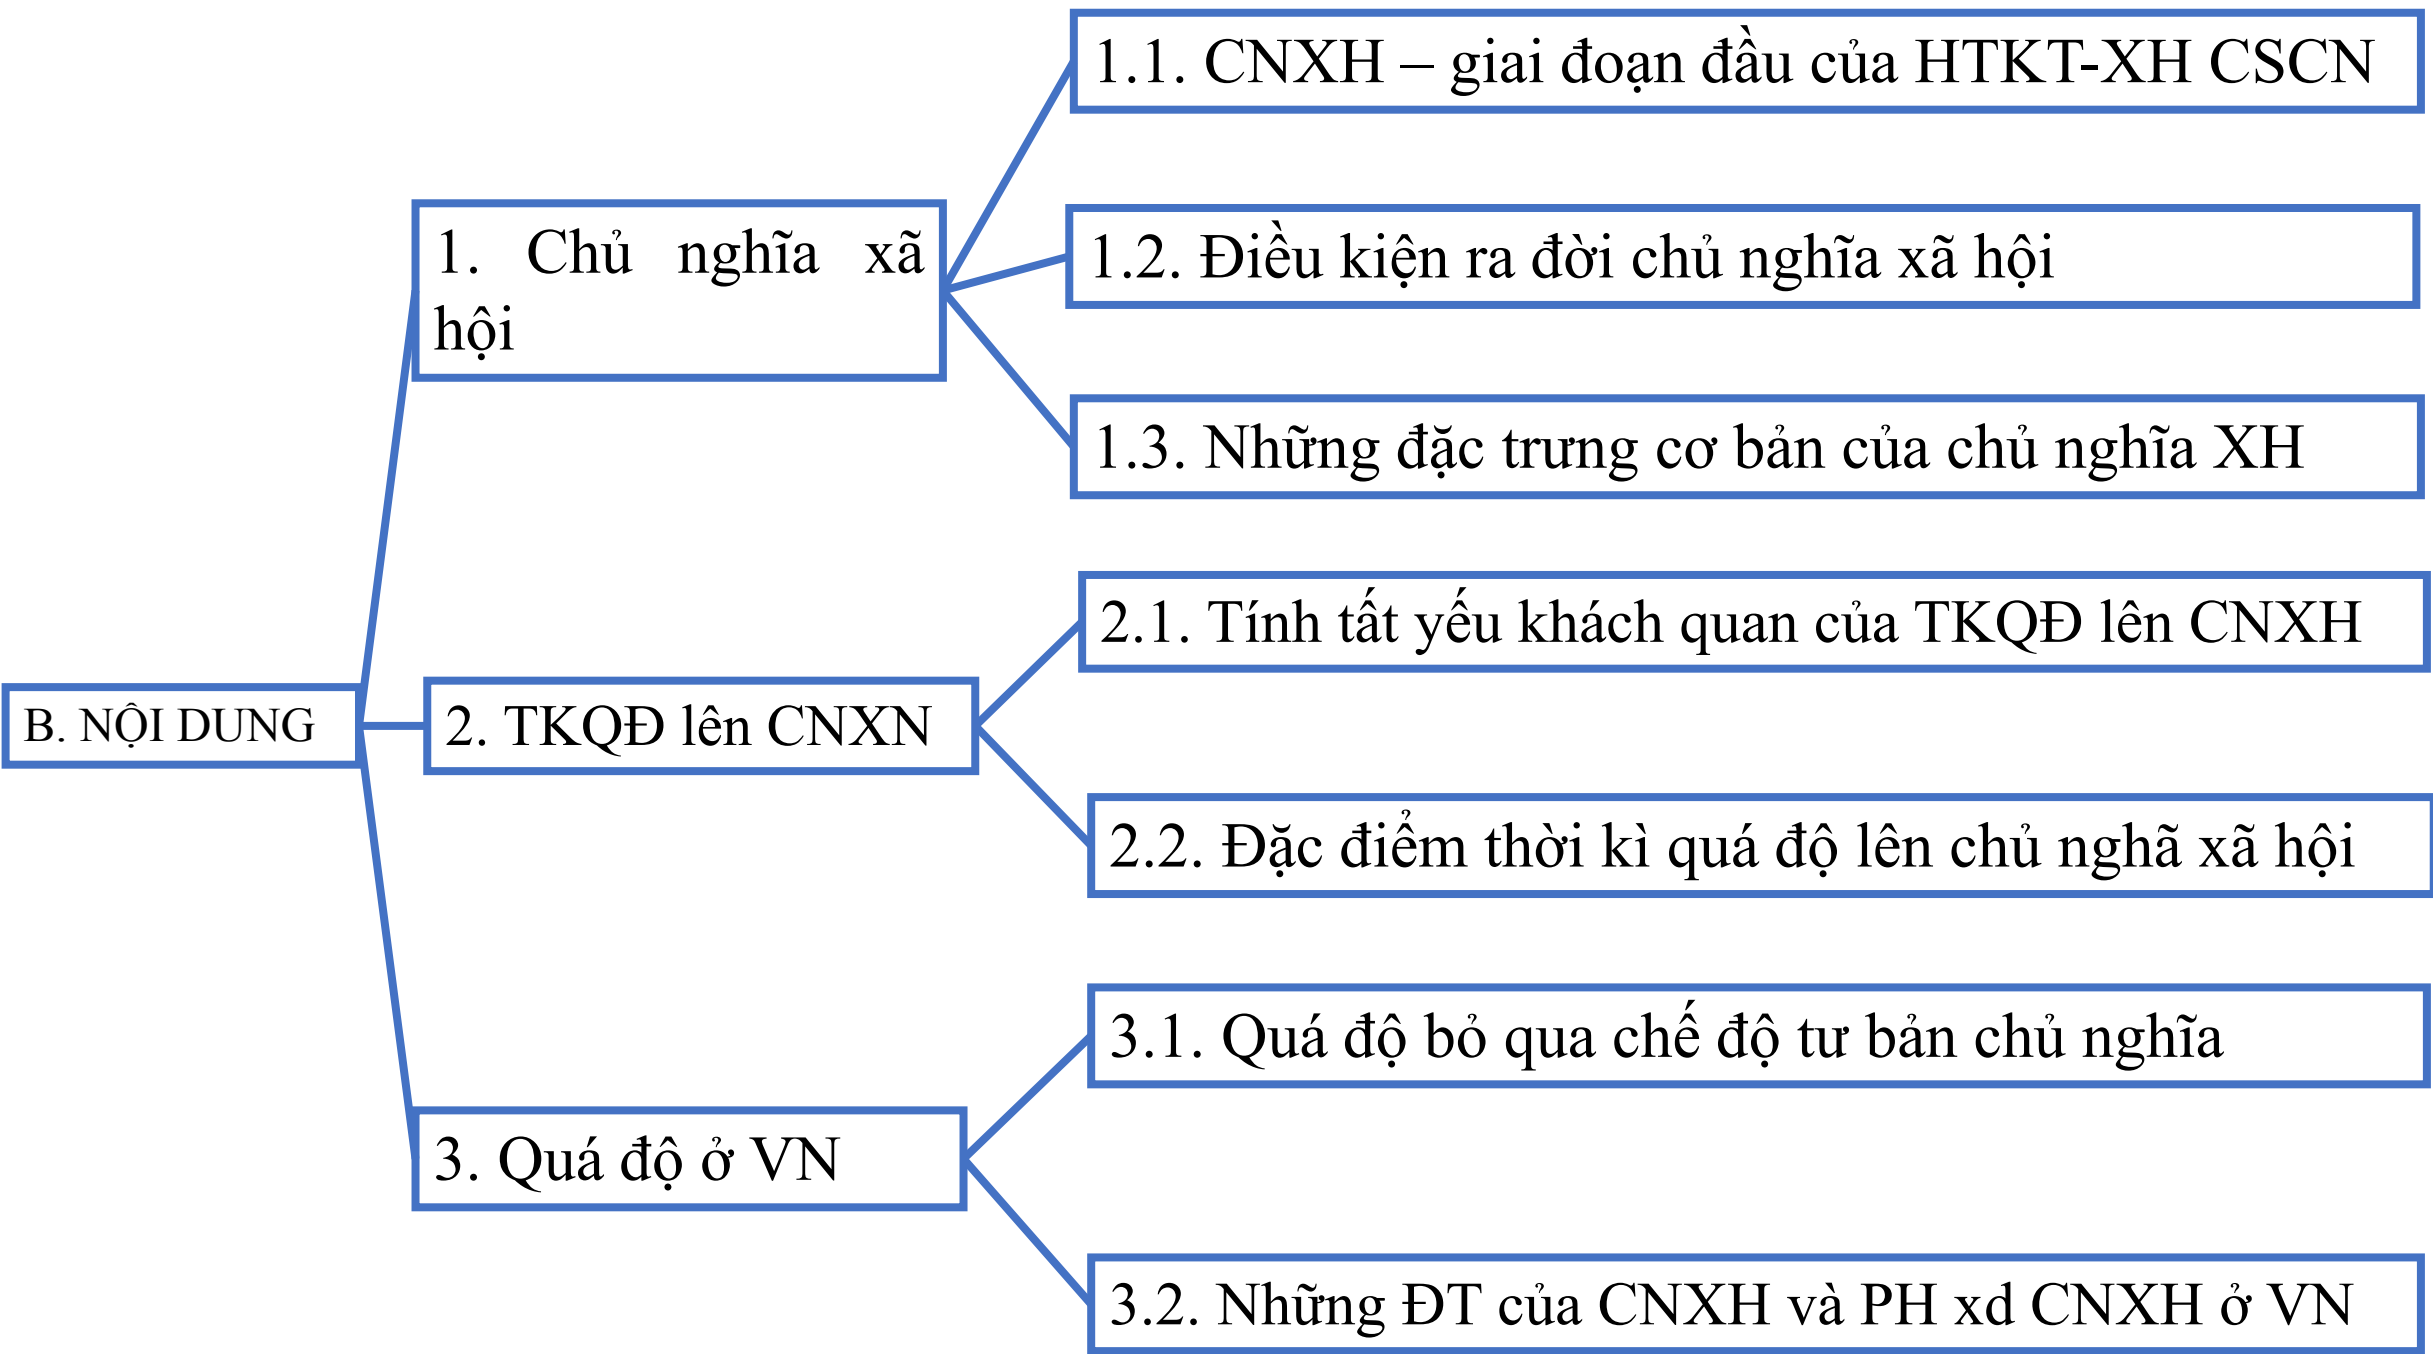 B. NỘI DUNG
1. Chủ nghĩa xã
hội
1.1. CNXH – giai đoạn đầu của HTKT-XH CSCN
1.2. Điều kiện ra đời chủ nghĩa xã hội
1.3. Những đặc trưng cơ bản của chủ nghĩa XH
2. TKQĐ lên CNXN
2.1. Tính tất yếu khách quan của TKQĐ lên CNXH
2.2. Đặc điểm thời kì quá độ lên chủ nghã xã hội
3. Quá độ ở VN
3.1. Quá độ bỏ qua chế độ tư bản chủ nghĩa
3.2. Những ĐT của CNXH và PH xd CNXH ở VN